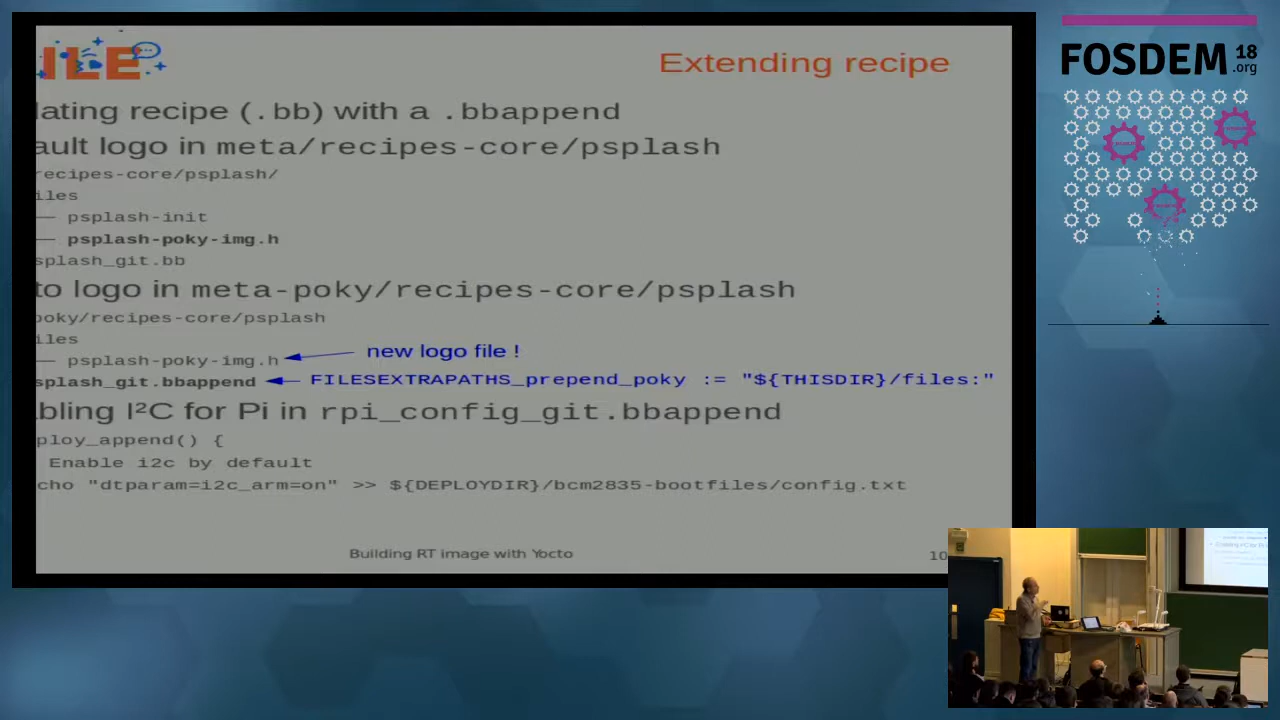 ILE
Extending recipe
lating recipe (.bb) with a .bbappend
ault logo in meta/recipes-core/psplash
recipes-core/psplash/
iles
── psplash-init
── psplash-poky-img.h
splash_git.bb
to logo in meta-poky/recipes-core/psplash
poky/recipes-core/psplash
iles
── psplash-poky-img.h
new logo file !
splash_git.bbappend
FILESEXTRAPATHS_prepend_poky := "${THISDIR}/files:"
bling I²C for Pi in rpi_config_git.bbappend
ploy_append() {
Enable i2c by default
cho "dtparam=i2c_arm=on" >> ${DEPLOYDIR}/bcm2835-bootfiles/config.txt
Building RT image with Yocto
10
FOSDEM 18
.org